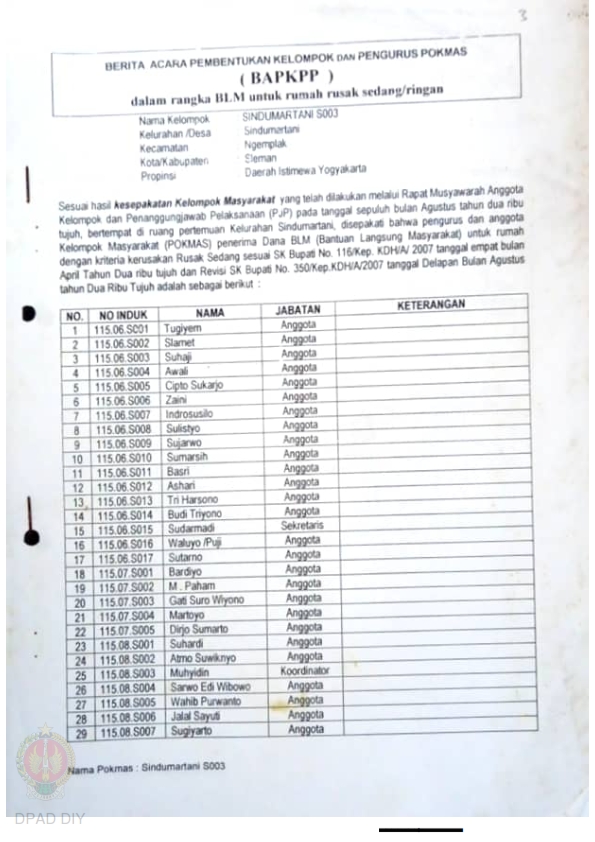 3
BERITA ACARA PEMBENTUKAN KELOMPOK DAN PENGURUS POKMAS
( BAPKPP )
dalam rangka BLM untuk rumah rusak sedang/ringan
Nama Kelompok SINDUMARTANI S003
Kelurahan /Desa Sindumartani
Kecamatan Ngemplak
Kota/Kabupaten Sleman
Propinsi Daerah Istimewa Yogyakarta
Sesuai hasil kesepakatan Kelompok Masyarakat yang telah dilakukan melalui Rapat Musyawarah Anggota
Kelompok dan Penanggungjawab Pelaksanaan (PJP) pada tanggal sepuluh bulan Agustus tahun dua ribu
tujuh, bertempat di ruang pertemuan Kelurahan Sindumartani, disepakati bahwa pengurus dan anggota
Kelompok Masyarakat (POKMAS) penerima Dana BLM (Bantuan Langsung Masyarakat) untuk rumah
dengan kriteria kerusakan Rusak Sedang sesuai SK Bupati No. 116/Kep. KDH/A/ 2007 tanggal empat bulan
April Tahun Dua ribu tujuh dan Revisi SK Bupati No. 350/Kep.KDH/A/2007 tanggal Delapan Bulan Agustus
tahun Dua Ribu Tujuh adalah sebagai berikut :
NO. NO INDUK NAMA JABATAN KETERANGAN
1 115.06.S001 Tugiyem Anggota
2 115.06.S002 Slamet Anggota
3 115.06.S003 Suhaji Anggota
4 115.06.S004 Awali Anggota
5 115.06.S005 Cipto Sukarjo Anggota
6 115.06.S006 Zaini Anggota
7 115.06.S007 Indrosusilo Anggota
8 115.06.S008 Sulistyo Anggota
9 115.06.S009 Sujarwo Anggota
10 115.06.S010 Sumarsih Anggota
11 115.06.S011 Basri Anggota
12 115.06.S012 Ashari Anggota
13 115.06.S013 Tri Harsono Anggota
14 115.06.S014 Budi Triyono Anggota
15 115.06.S015 Sudarmadi Sekretaris
16 115.06.S016 Waluyo /Puji Anggota
17 115.06.S017 Sutarno Anggota
18 115.07.S001 Bardiyo Anggota
19 115.07.S002 M . Paham Anggota
20 115.07.S003 Gati Suro Wiyono Anggota
21 115.07.S004 Martoyo Anggota
22 115.07.S005 Dirjo Sumarto Anggota
23 115.08.S001 Suhardi Anggota
24 115.08.S002 Atmo Suwiknyo Anggota
25 115.08.S003 Muhyidin Koordinator
26 115.08.S004 Sarwo Edi Wibowo Anggota
27 115.08.S005 Wahib Purwanto Anggota
28 115.08.S006 Jalal Sayuti Anggota
29 115.08.S007 Sugiyarto Anggota
Nama Pokmas : Sindumartani S003
DPAD DIY